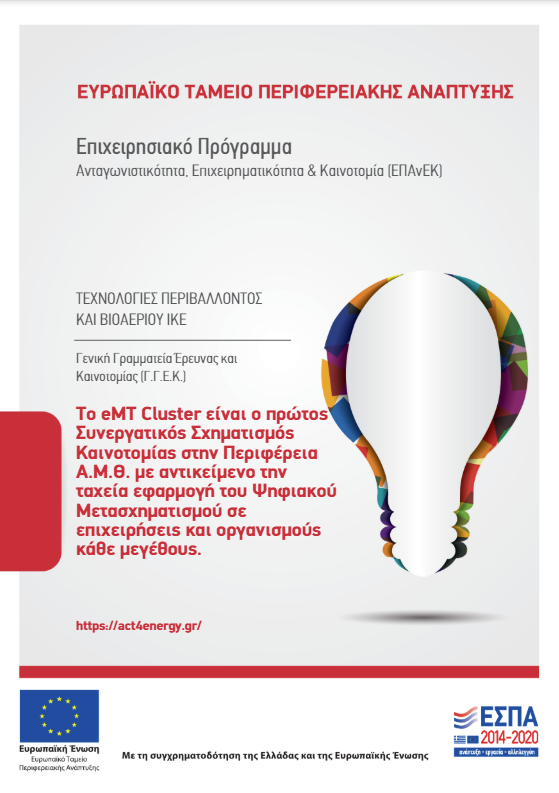 ΕΥΡΩΠΑΪΚΟ ΤΑΜΕΙΟ ΠΕΡΙΦΕΡΕΙΑΚΗΣ ΑΝΑΠΤΥΞΗΣ
Επιχειρησιακό Πρόγραμμα
Ανταγωνιστικότητα, Επιχειρηματικότητα & Καινοτομία (ΕΠΑνΕΚ)
ΤΕΧΝΟΛΟΓΙΕΣ ΠΕΡΙΒΑΛΛΟΝΤΟΣ
ΚΑΙ ΒΙΟΑΕΡΙΟΥ ΙΚΕ
Γενική Γραμματεία Έρευνας και
Καινοτομίας (Γ.Γ.Ε.Κ.)
Το eMT Cluster είναι ο πρώτος
Συνεργατικός Σχηματισμός
Καινοτομίας στην Περιφέρεια
Α.Μ.Θ. με αντικείμενο την
ταχεία εφαρμογή του Ψηφιακού
Μετασχηματισμού σε
επιχειρήσεις και οργανισμούς
κάθε μεγέθους.
https://act4energy.gr/
Ευρωπαϊκή Ένωση
Ευρωπαϊκό Ταμείο
Περιφερειακής Ανάπτυξης
Με τη συγχρηματοδότηση της Ελλάδας και της Ευρωπαϊκής Ένωσης
ΕΣΠΑ
2014-2020
ανάπτυξη - εργασία - αλληλεγγύη